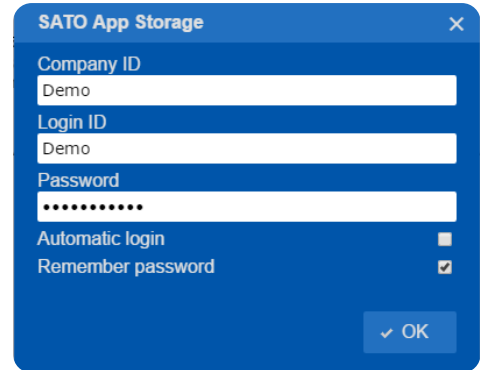 SATO App Storage
Company ID
Demo
Login ID
Demo
Password
•••••••••••
Automatic login
Remember password
OK